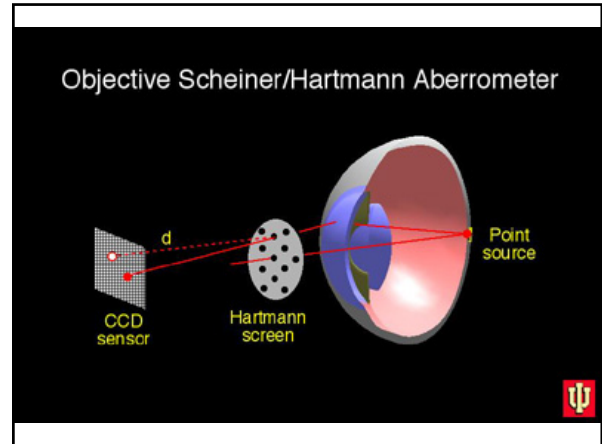 Objective Scheiner/Hartmann Aberrometer
d
Point
source
CCD
sensor
Hartmann
screen